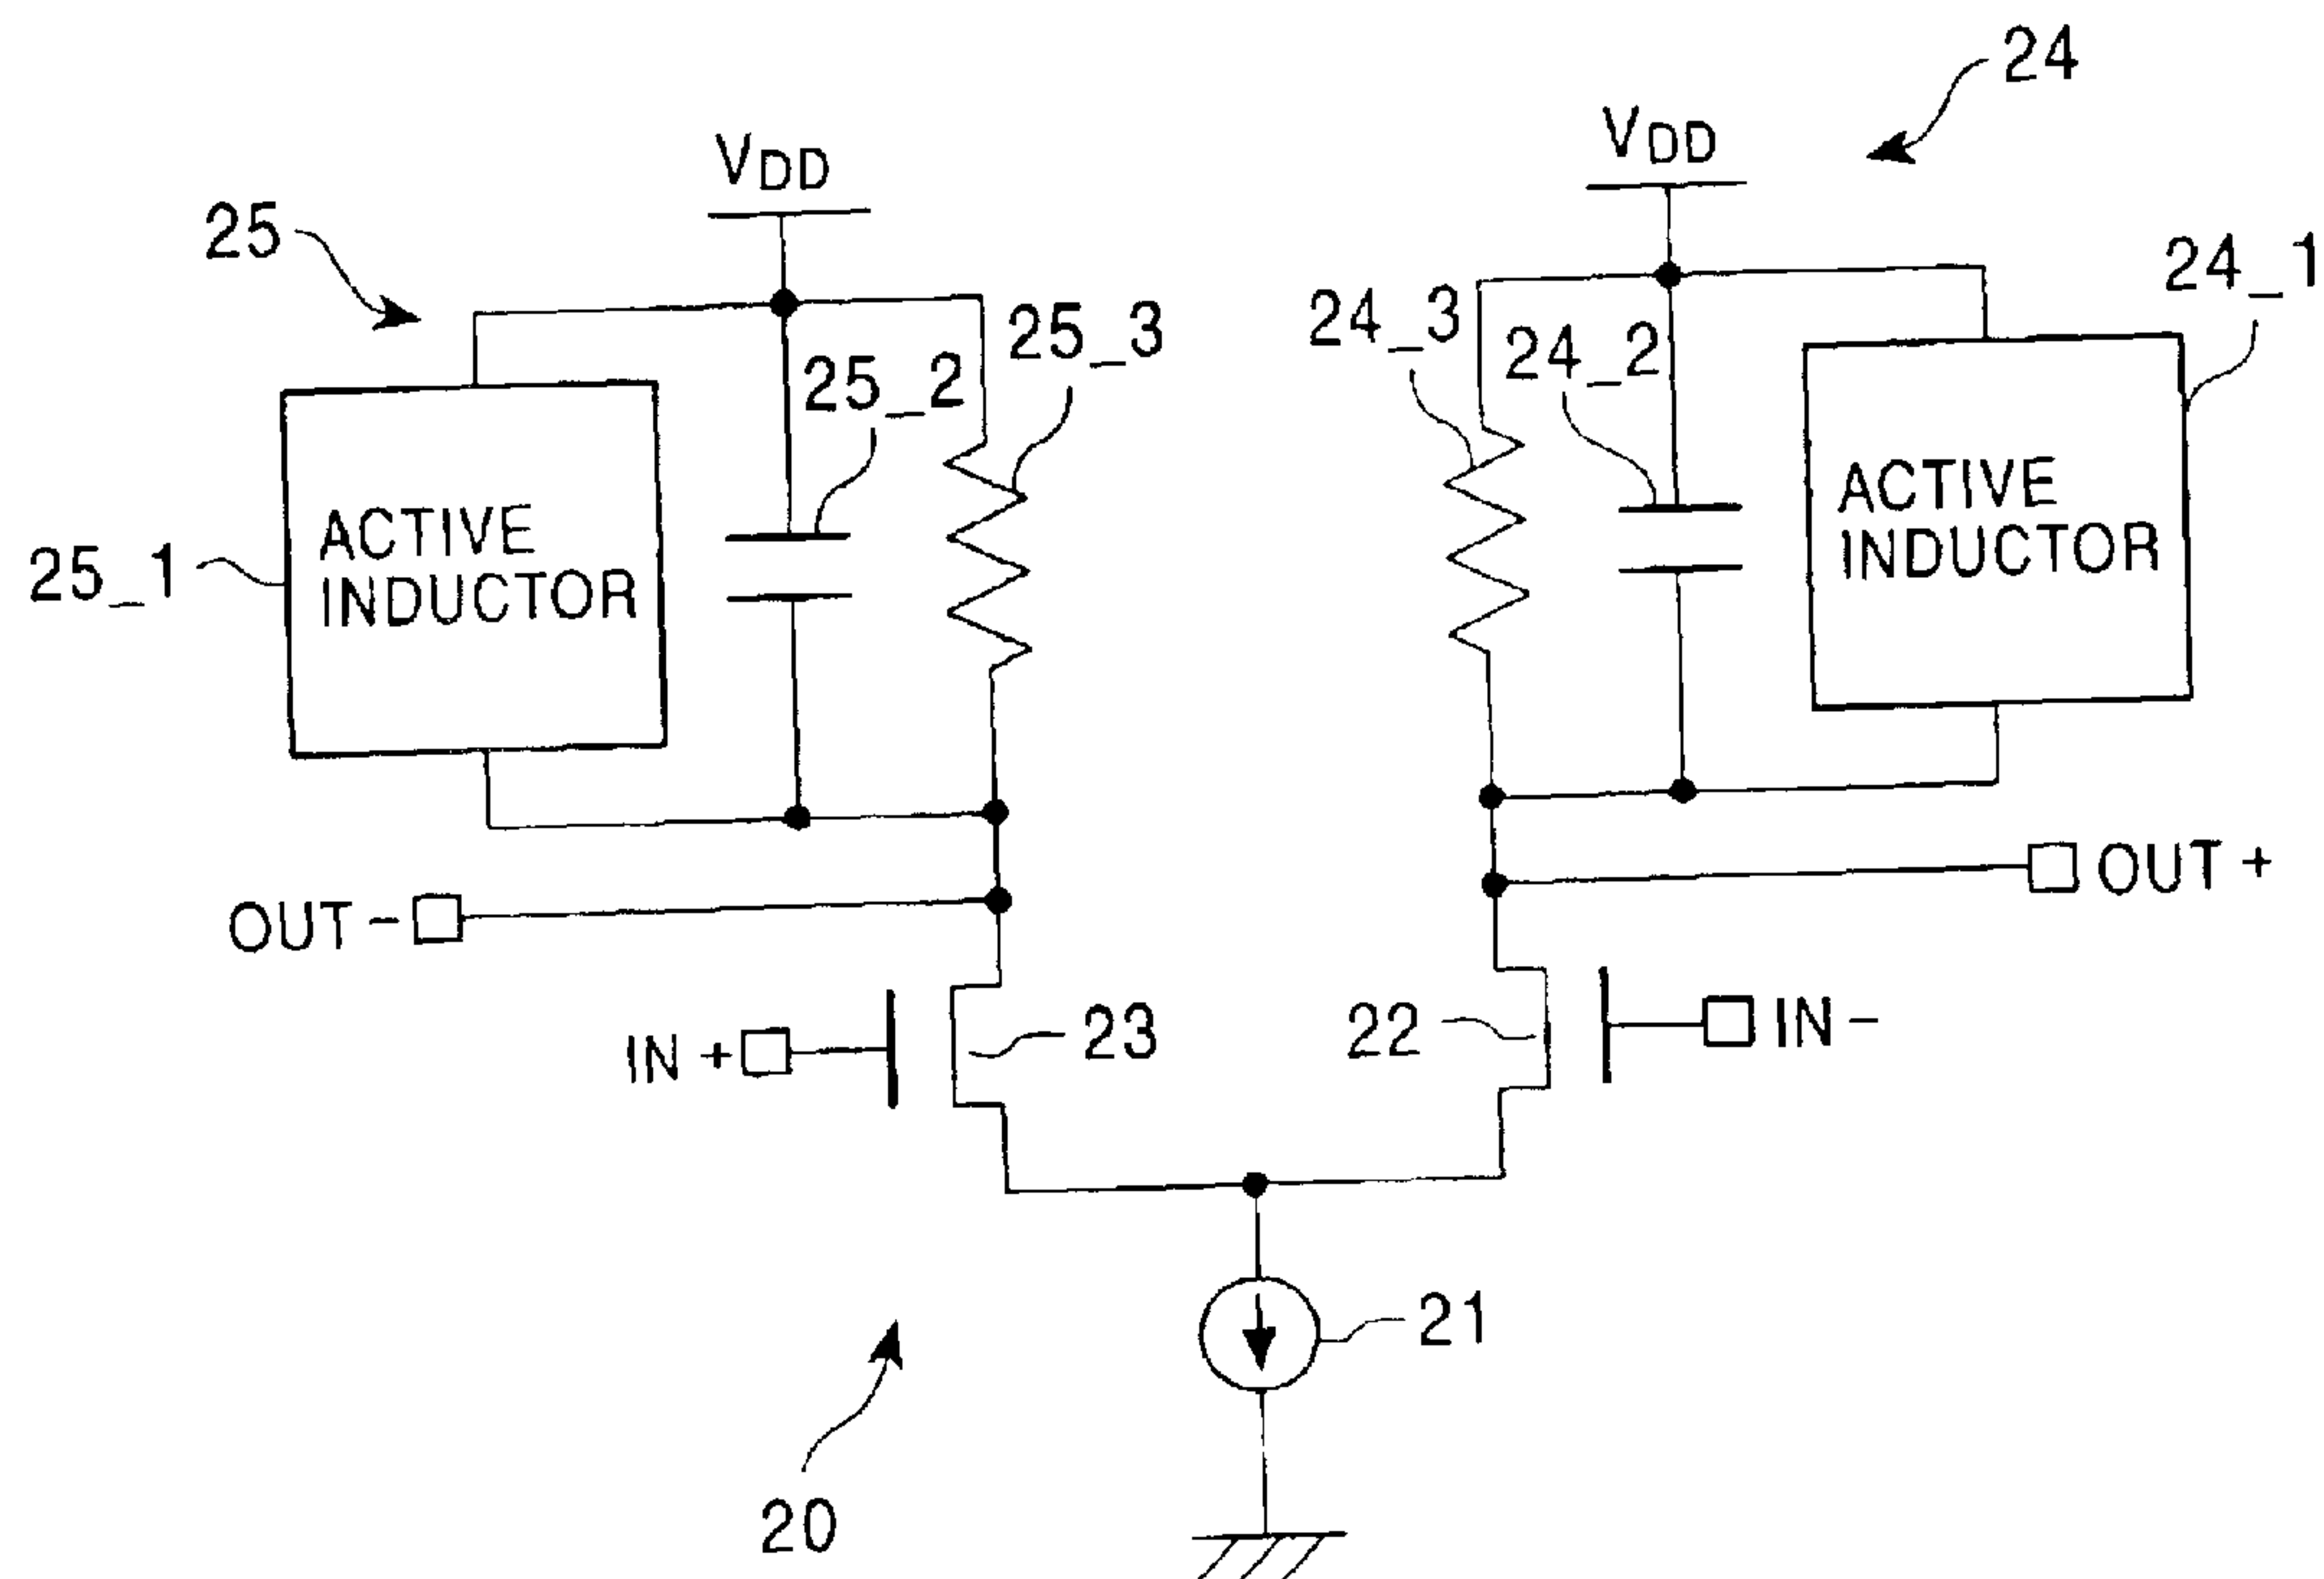 24
VDD
VDD
25
24_1
25_3
24_3
24_2
25_2
ACTIVE
INDUCTOR
ACTIVE
INDUCTOR
25_1
OUT+
OUT-
IN+
23
22
IN-
21
20